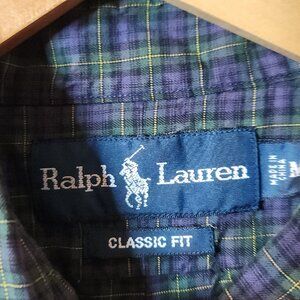 Ralph Lauren
CLASSIC FIT
MADE IN
CHINA
M